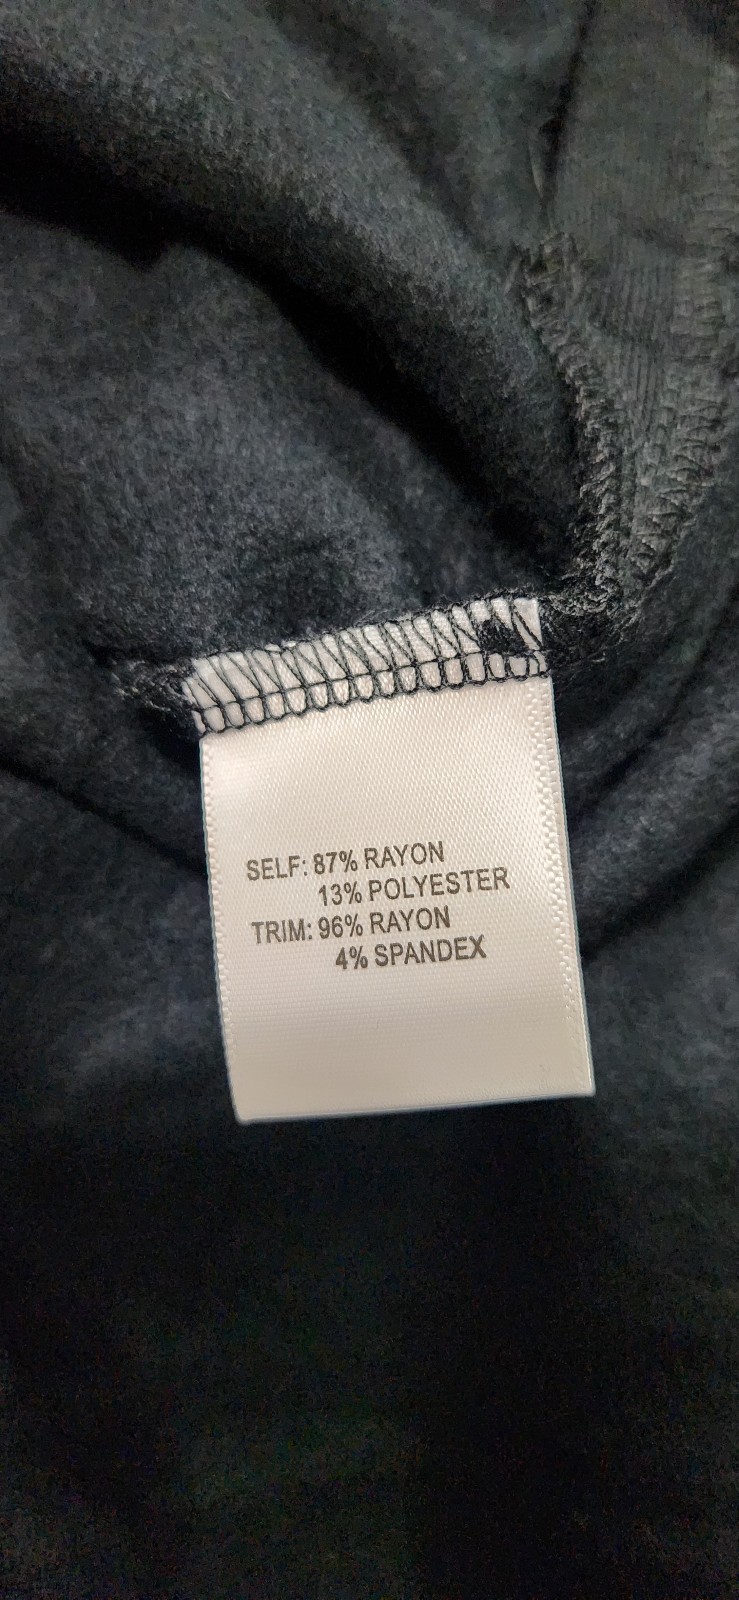 SELF: 87% RAYON
13% POLYESTER
TRIM: 96% RAYON
4% SPANDEX